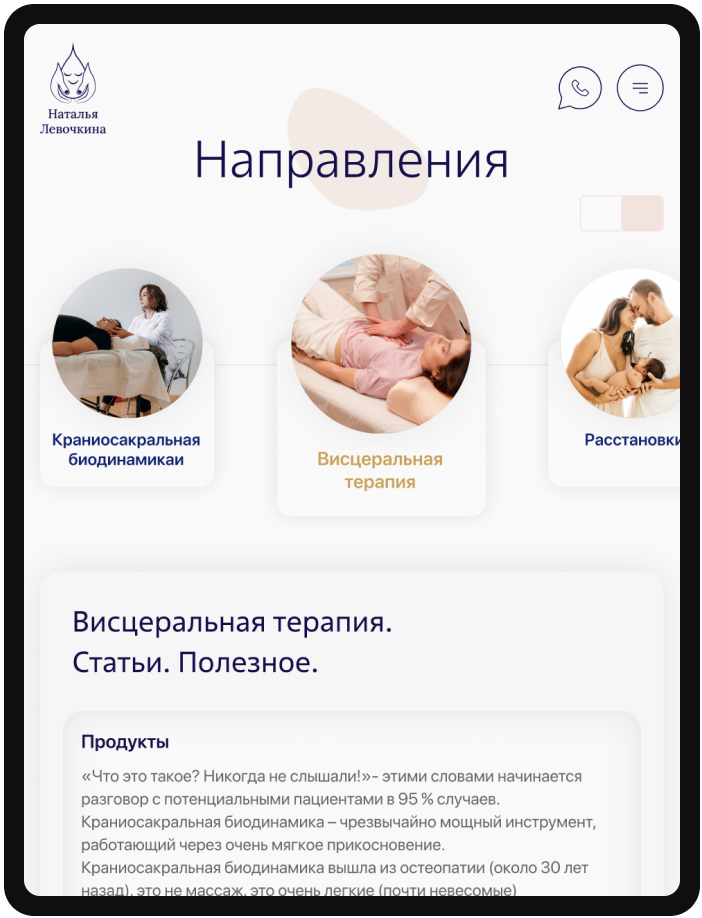 Наталья
Левочкина
Направления
Краниосакральная
биодинамикаи
Висцеральная
терапия
Расстановки
Висцеральная терапия.
Статьи. Полезное.
Продукты
«Что это такое? Никогда не слышали!»- этими словами начинается
разговор с потенциальными пациентами в 95 % случаев.
Краниосакральная биодинамика – чрезвычайно мощный инструмент,
работающий через очень мягкое прикосновение.
Краниосакральная биодинамика вышла из остеопатии (около 30 лет
назад), это не массаж, это очень легкие (почти невесомые)